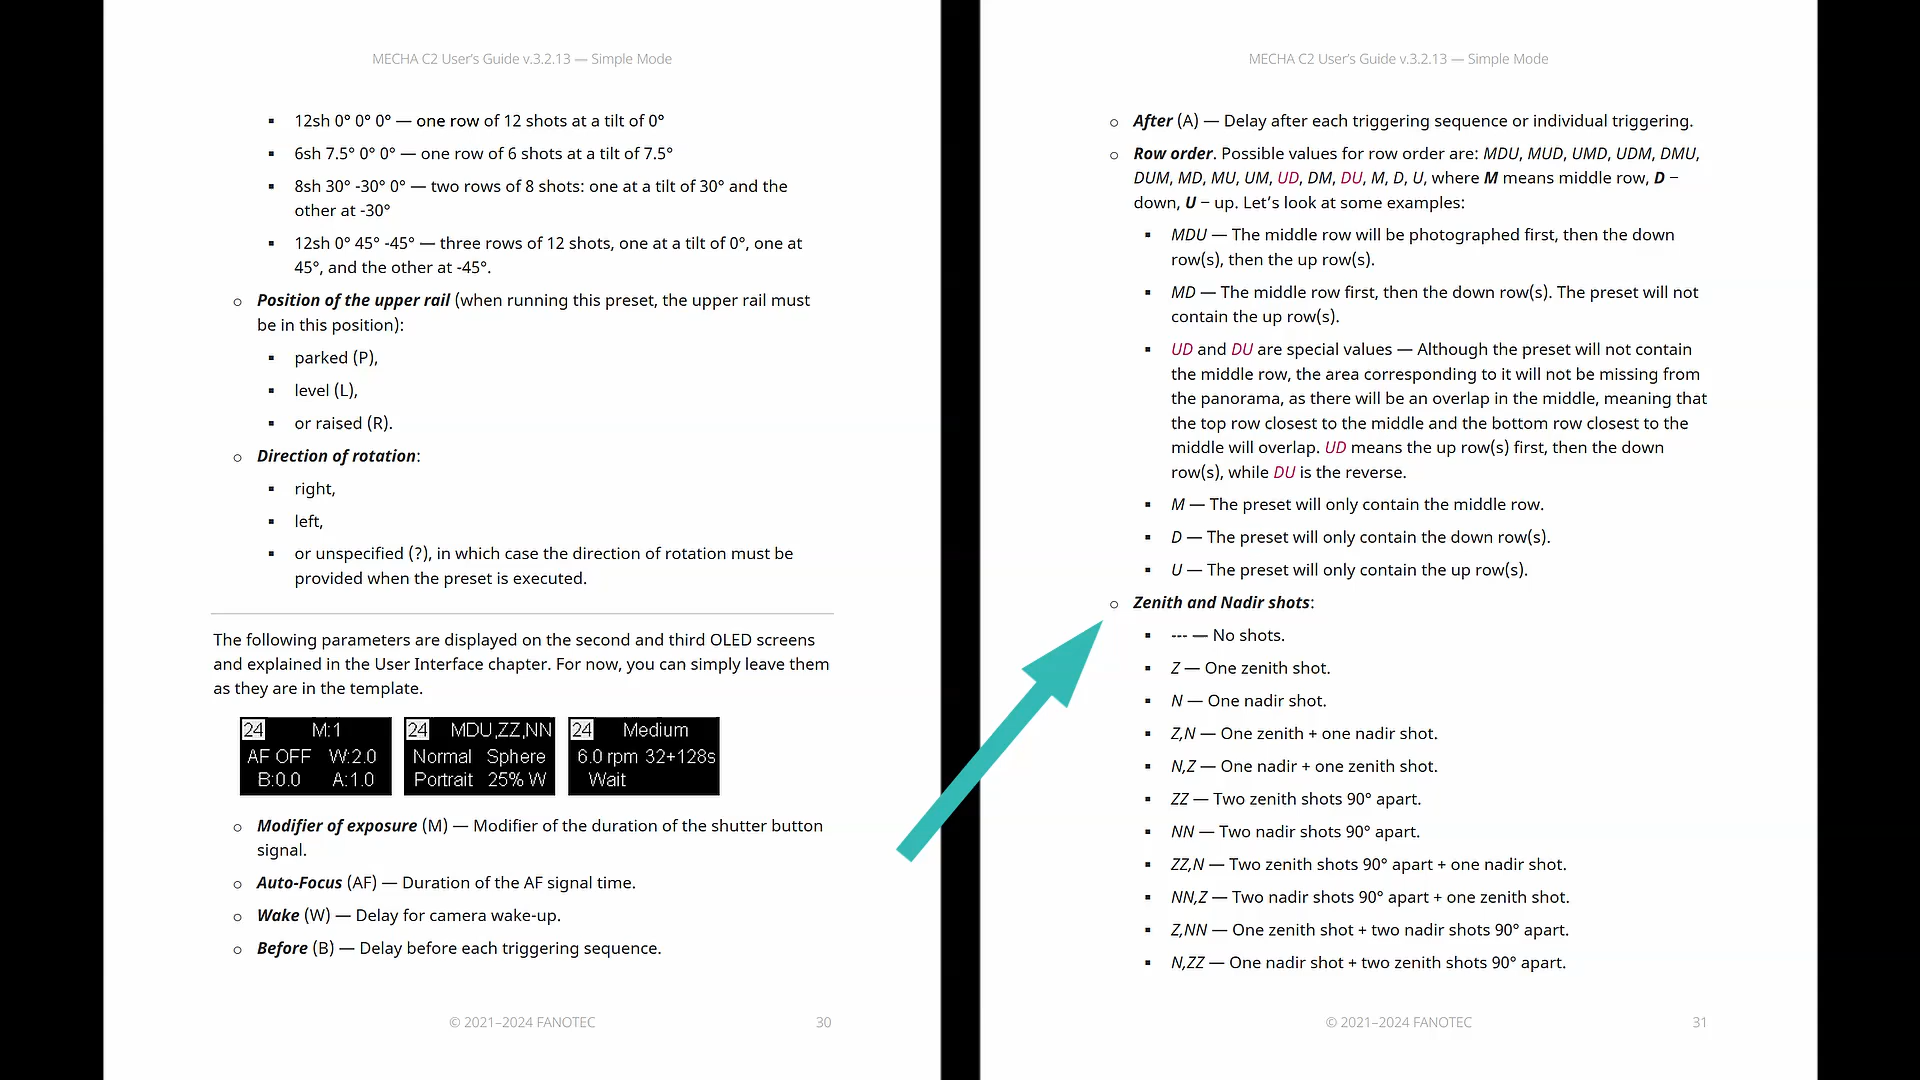 MECHA C2 User's Guide v.3.2.13 — Simple Mode
▪ 12sh 0° 0° 0° — one row of 12 shots at a tilt of 0°
▪ 6sh 7.5° 0° 0° — one row of 6 shots at a tilt of 7.5°
▪ 8sh 30° -30° 0° — two rows of 8 shots: one at a tilt of 30° and the
other at -30°
▪ 12sh 0° 45° -45° — three rows of 12 shots, one at a tilt of 0°, one at
45°, and the other at -45°.
○ Position of the upper rail (when running this preset, the upper rail must
be in this position):
▪ parked (P),
▪ level (L),
▪ or raised (R).
○ Direction of rotation:
▪ right,
▪ left,
▪ or unspecified (?), in which case the direction of rotation must be
provided when the preset is executed.
The following parameters are displayed on the second and third OLED screens
and explained in the User Interface chapter. For now, you can simply leave them
as they are in the template.
24 M:1
AF OFF W:2.0
B:0.0 A:1.0
24 MDU,ZZ,NN
Normal Sphere
Portrait 25% W
24 Medium
6.0 rpm 32+128s
Wait
○ Modifier of exposure (M) — Modifier of the duration of the shutter button
signal.
○ Auto-Focus (AF) — Duration of the AF signal time.
○ Wake (W) — Delay for camera wake-up.
○ Before (B) — Delay before each triggering sequence.
© 2021–2024 FANOTEC 30
MECHA C2 User's Guide v.3.2.13 — Simple Mode
○ After (A) — Delay after each triggering sequence or individual triggering.
○ Row order. Possible values for row order are: MDU, MUD, UMD, UDM, DMU,
DUM, MD, MU, UM, UD, DM, DU, M, D, U, where M means middle row, D –
down, U – up. Let's look at some examples:
▪ MDU — The middle row will be photographed first, then the down
row(s), then the up row(s).
▪ MD — The middle row first, then the down row(s). The preset will not
contain the up row(s).
▪ UD and DU are special values — Although the preset will not contain
the middle row, the area corresponding to it will not be missing from
the panorama, as there will be an overlap in the middle, meaning that
the top row closest to the middle and the bottom row closest to the
middle will overlap. UD means the up row(s) first, then the down
row(s), while DU is the reverse.
▪ M — The preset will only contain the middle row.
▪ D — The preset will only contain the down row(s).
▪ U — The preset will only contain the up row(s).
○ Zenith and Nadir shots:
▪ --- — No shots.
▪ Z — One zenith shot.
▪ N — One nadir shot.
▪ Z,N — One zenith + one nadir shot.
▪ N,Z — One nadir + one zenith shot.
▪ ZZ — Two zenith shots 90° apart.
▪ NN — Two nadir shots 90° apart.
▪ ZZ,N — Two zenith shots 90° apart + one nadir shot.
▪ NN,Z — Two nadir shots 90° apart + one zenith shot.
▪ Z,NN — One zenith shot + two nadir shots 90° apart.
▪ N,ZZ — One nadir shot + two zenith shots 90° apart.
© 2021–2024 FANOTEC 31